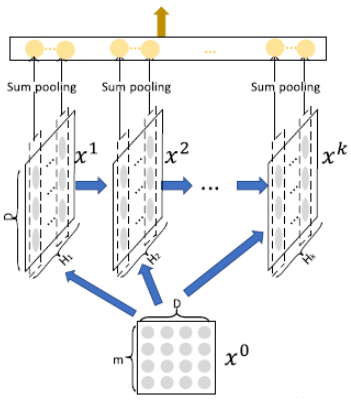 ...
Sum pooling Sum pooling Sum pooling
x¹ x² xᵏ
D
...
H₁ H₂ Hₖ
D
m x⁰